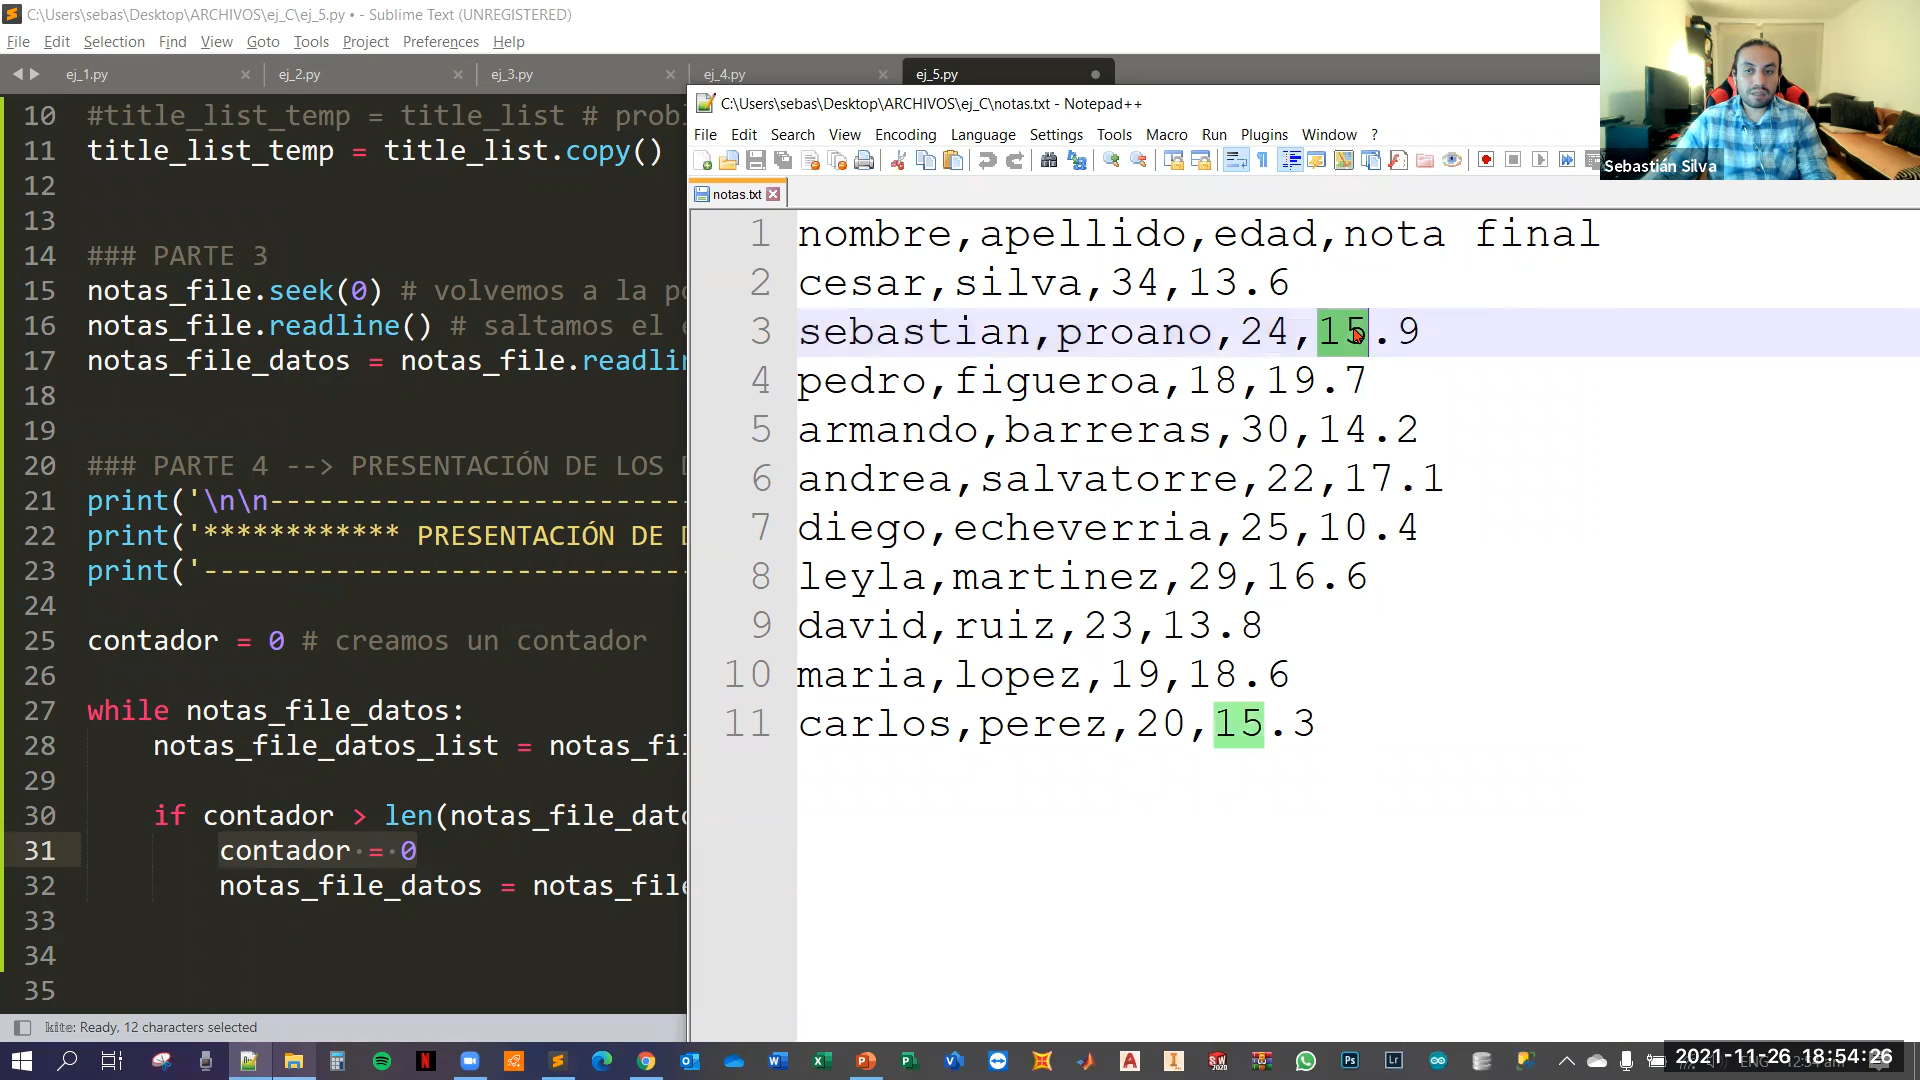 C:\Users\sebas\Desktop\ARCHIVOS\ej_C\ej_5.py • - Sublime Text (UNREGISTERED)
File Edit Selection Find View Goto Tools Project Preferences Help
ej_1.py ej_2.py ej_3.py ej_4.py ej_5.py
10 #title_list_temp = title_list # probl
11 title_list_temp = title_list.copy()
12
13
14 ### PARTE 3
15 notas_file.seek(0) # volvemos a la po
16 notas_file.readline() # saltamos el e
17 notas_file_datos = notas_file.readlin
18
19
20 ### PARTE 4 --> PRESENTACIÓN DE LOS D
21 print('\n\n--------------------------
22 print('************ PRESENTACIÓN DE D
23 print('------------------------------
24
25 contador = 0 # creamos un contador
26
27 while notas_file_datos:
28 notas_file_datos_list = notas_fil
29
30 if contador > len(notas_file_dato
31 contador = 0
32 notas_file_datos = notas_file
33
34
35
kite: Ready, 12 characters selected
C:\Users\sebas\Desktop\ARCHIVOS\ej_C\notas.txt - Notepad++
File Edit Search View Encoding Language Settings Tools Macro Run Plugins Window ?
notas.txt
1 nombre,apellido,edad,nota final
2 cesar,silva,34,13.6
3 sebastian,proano,24,15.9
4 pedro,figueroa,18,19.7
5 armando,barreras,30,14.2
6 andrea,salvatorre,22,17.1
7 diego,echeverria,25,10.4
8 leyla,martinez,29,16.6
9 david,ruiz,23,13.8
10 maria,lopez,19,18.6
11 carlos,perez,20,15.3
Sebastián Silva
2021-11-26 18:54:26